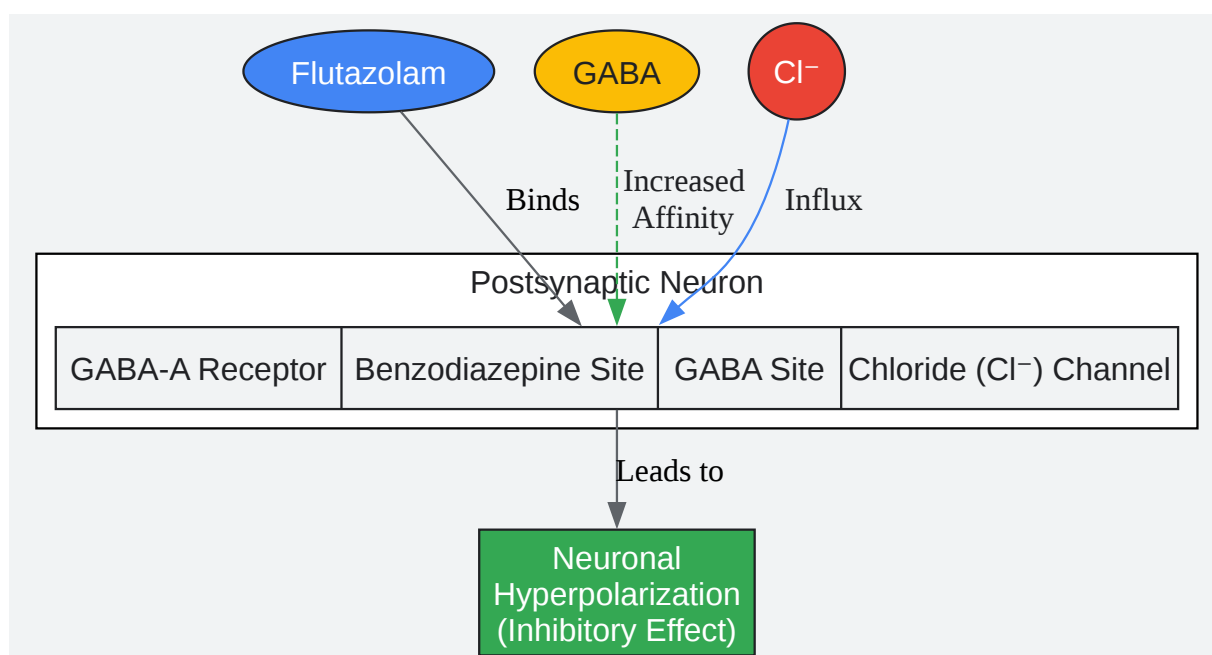 Flutazolam
GABA
Cl⁻
Binds
Increased
Affinity
Influx
Postsynaptic Neuron
GABA-A Receptor
Benzodiazepine Site
GABA Site
Chloride (Cl⁻) Channel
Leads to
Neuronal
Hyperpolarization
(Inhibitory Effect)